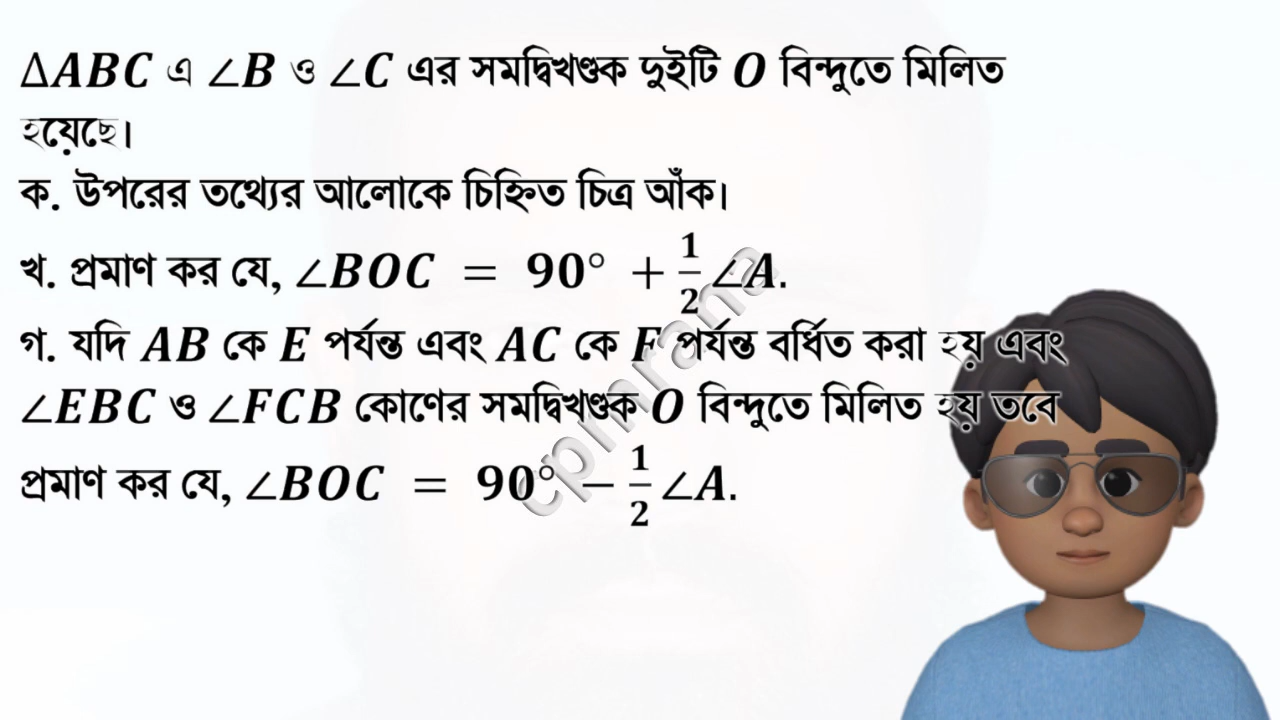 ΔABC এ ∠B ও ∠C এর সমদ্বিখণ্ডক দুইটি O বিন্দুতে মিলিত
হয়েছে।
ক. উপরের তথ্যের আলোকে চিহ্নিত চিত্র আঁক।
খ. প্রমাণ কর যে, ∠BOC = 90° + 1/2 ∠A.
গ. যদি AB কে E পর্যন্ত এবং AC কে F পর্যন্ত বর্ধিত করা হয় এবং
∠EBC ও ∠FCB কোণের সমদ্বিখণ্ডক O বিন্দুতে মিলিত হয় তবে
প্রমাণ কর যে, ∠BOC = 90° − 1/2 ∠A.
cpmrana